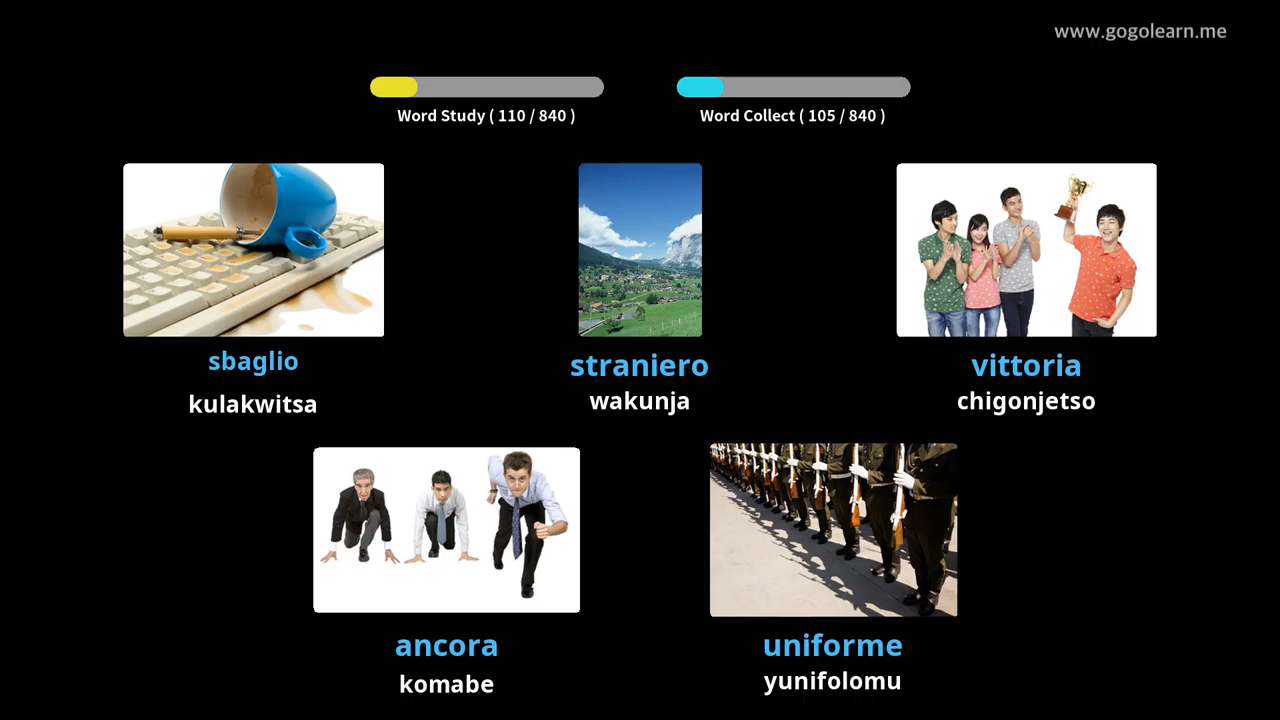 www.gogolearn.me
Word Study ( 110 / 840 )
Word Collect ( 105 / 840 )
sbaglio
kulakwitsa
straniero
wakunja
vittoria
chigonjetso
ancora
komabe
uniforme
yunifolomu